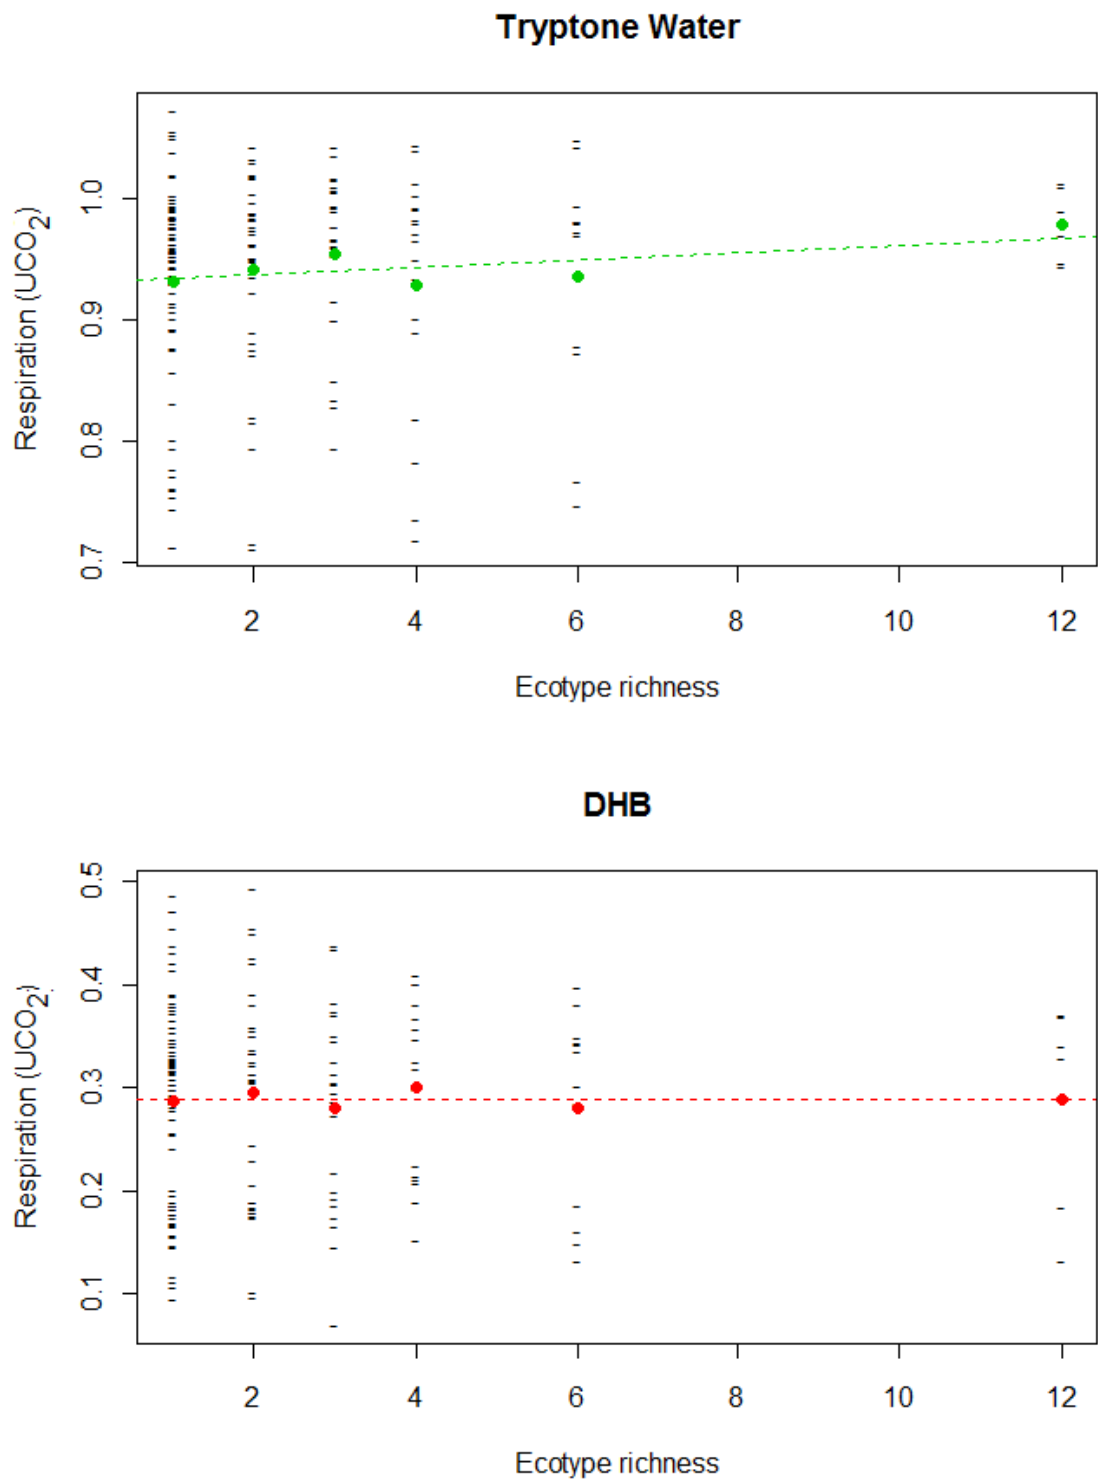 Tryptone Water
Respiration (UCO2)
1.0
0.9
0.8
0.7
2 4 6 8 10 12
Ecotype richness
DHB
Respiration (UCO2)
0.5
0.4
0.3
0.2
0.1
2 4 6 8 10 12
Ecotype richness